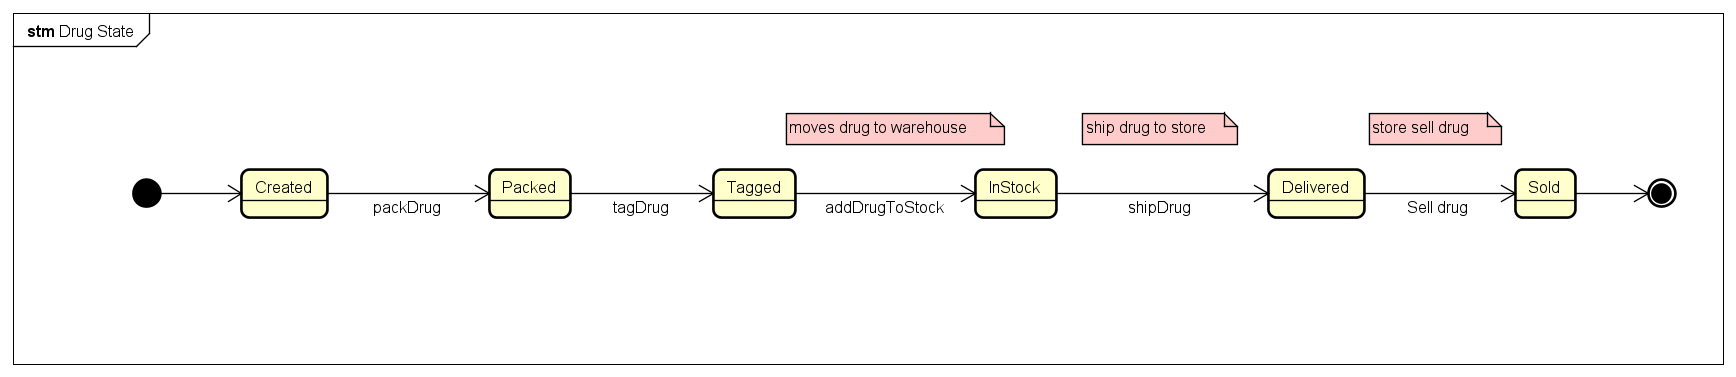 stm Drug State
moves drug to warehouse
ship drug to store
store sell drug
Created
Packed
Tagged
InStock
Delivered
Sold
packDrug
tagDrug
addDrugToStock
shipDrug
Sell drug